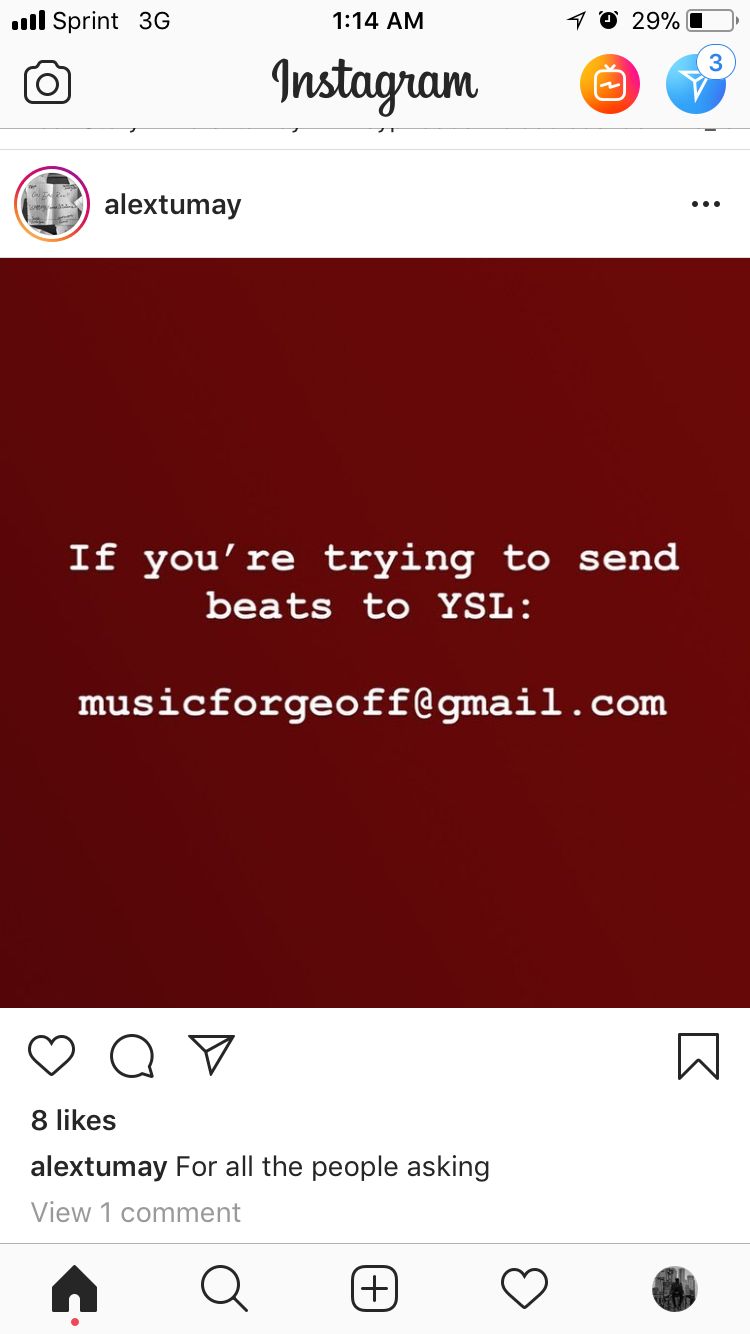 Sprint 3G 1:14 AM 29%
Instagram 3
alextumay
If you’re trying to send
beats to YSL:
musicforgeoff@gmail.com
8 likes
alextumay For all the people asking
View 1 comment